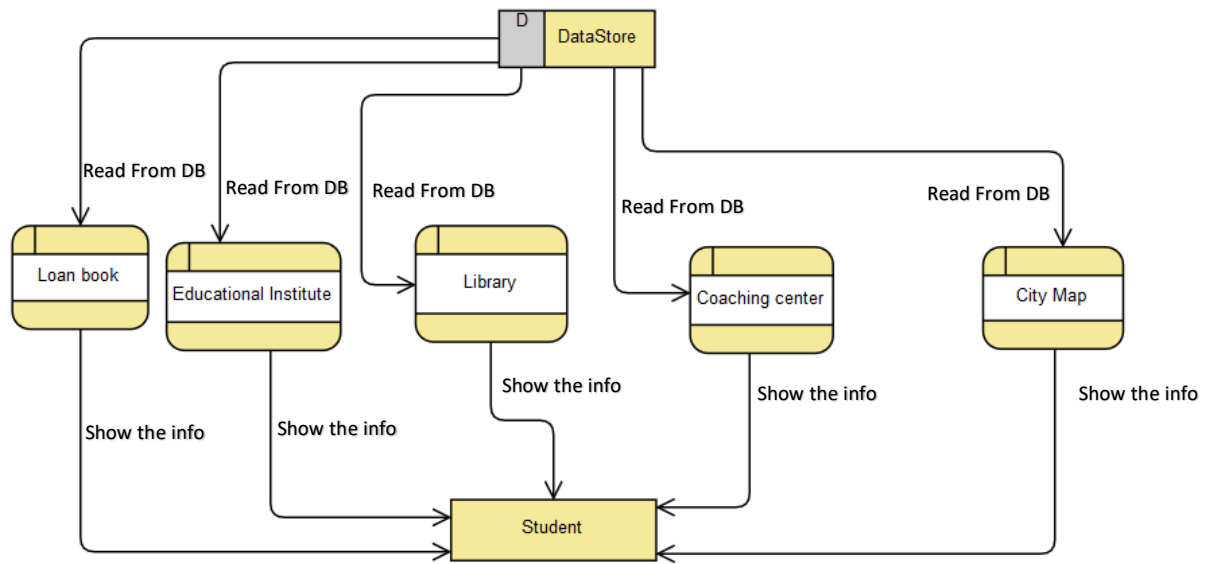 D
DataStore
Read From DB
Read From DB
Read From DB
Read From DB
Read From DB
Loan book
Educational Institute
Library
Coaching center
City Map
Show the info
Show the info
Show the info
Show the info
Show the info
Student